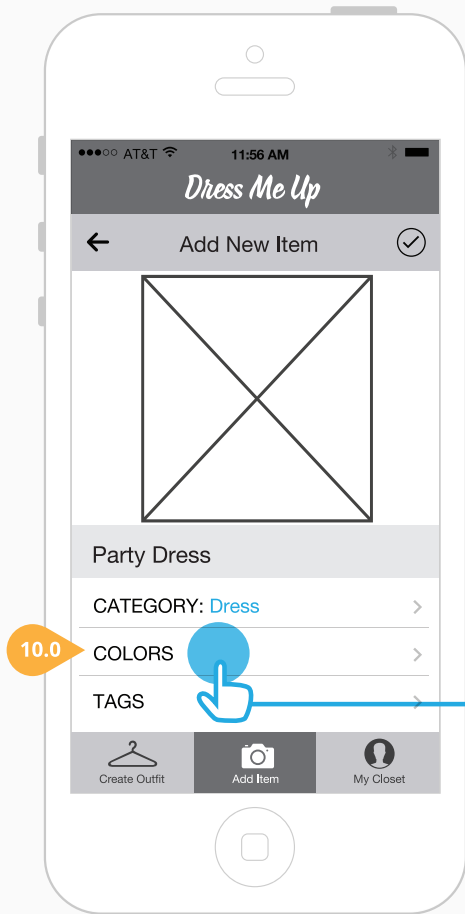 AT&T 11:56 AM
Dress Me Up
Add New Item
Party Dress
CATEGORY: Dress
10.0 COLORS
TAGS
Create Outfit Add Item My Closet